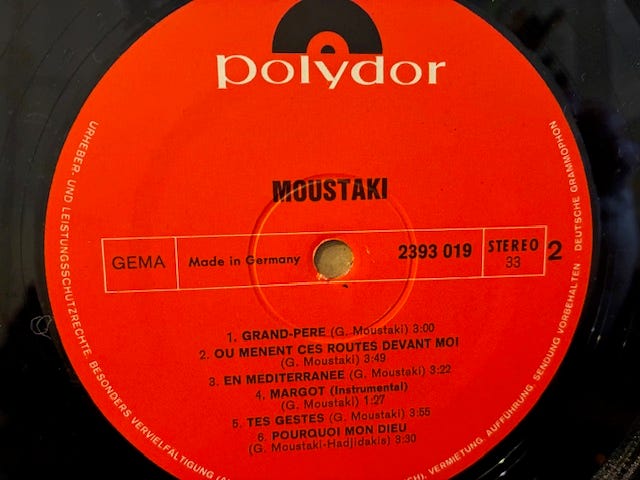 polydor
MOUSTAKI
GEMA
Made in Germany
2393 019
STEREO
33
2
1. GRAND-PERE (G. Moustaki) 3:00
2. OU MENENT CES ROUTES DEVANT MOI
(G. Moustaki) 3:49
3. EN MEDITERRANEE (G. Moustaki) 3:22
4. MARGOT (Instrumental)
(G. Moustaki) 1:27
5. TES GESTES (G. Moustaki) 3:55
6. POURQUOI MON DIEU
(G. Moustaki-Hadjidakis) 3:30
URHEBER- UND LEISTUNGSSCHUTZRECHTE. BESONDERS VERVIELFÄLTIGUNG
VERMIETUNG. AUFFÜHRUNG. SENDUNG VORBEHALTEN DEUTSCHE GRAMMOPHON